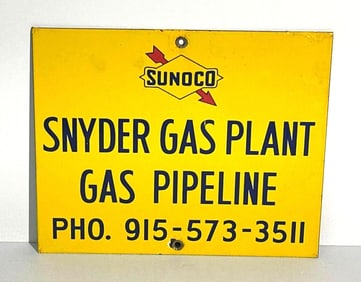 SUNOCO
SNYDER GAS PLANT
GAS PIPELINE
PHO. 915-573-3511